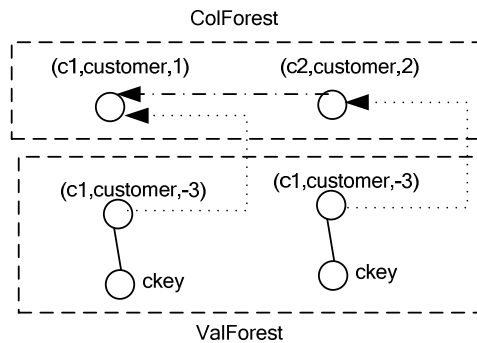 ColForest
(c1,customer,1) (c2,customer,2)
(c1,customer,-3) (c1,customer,-3)
ckey ckey
ValForest